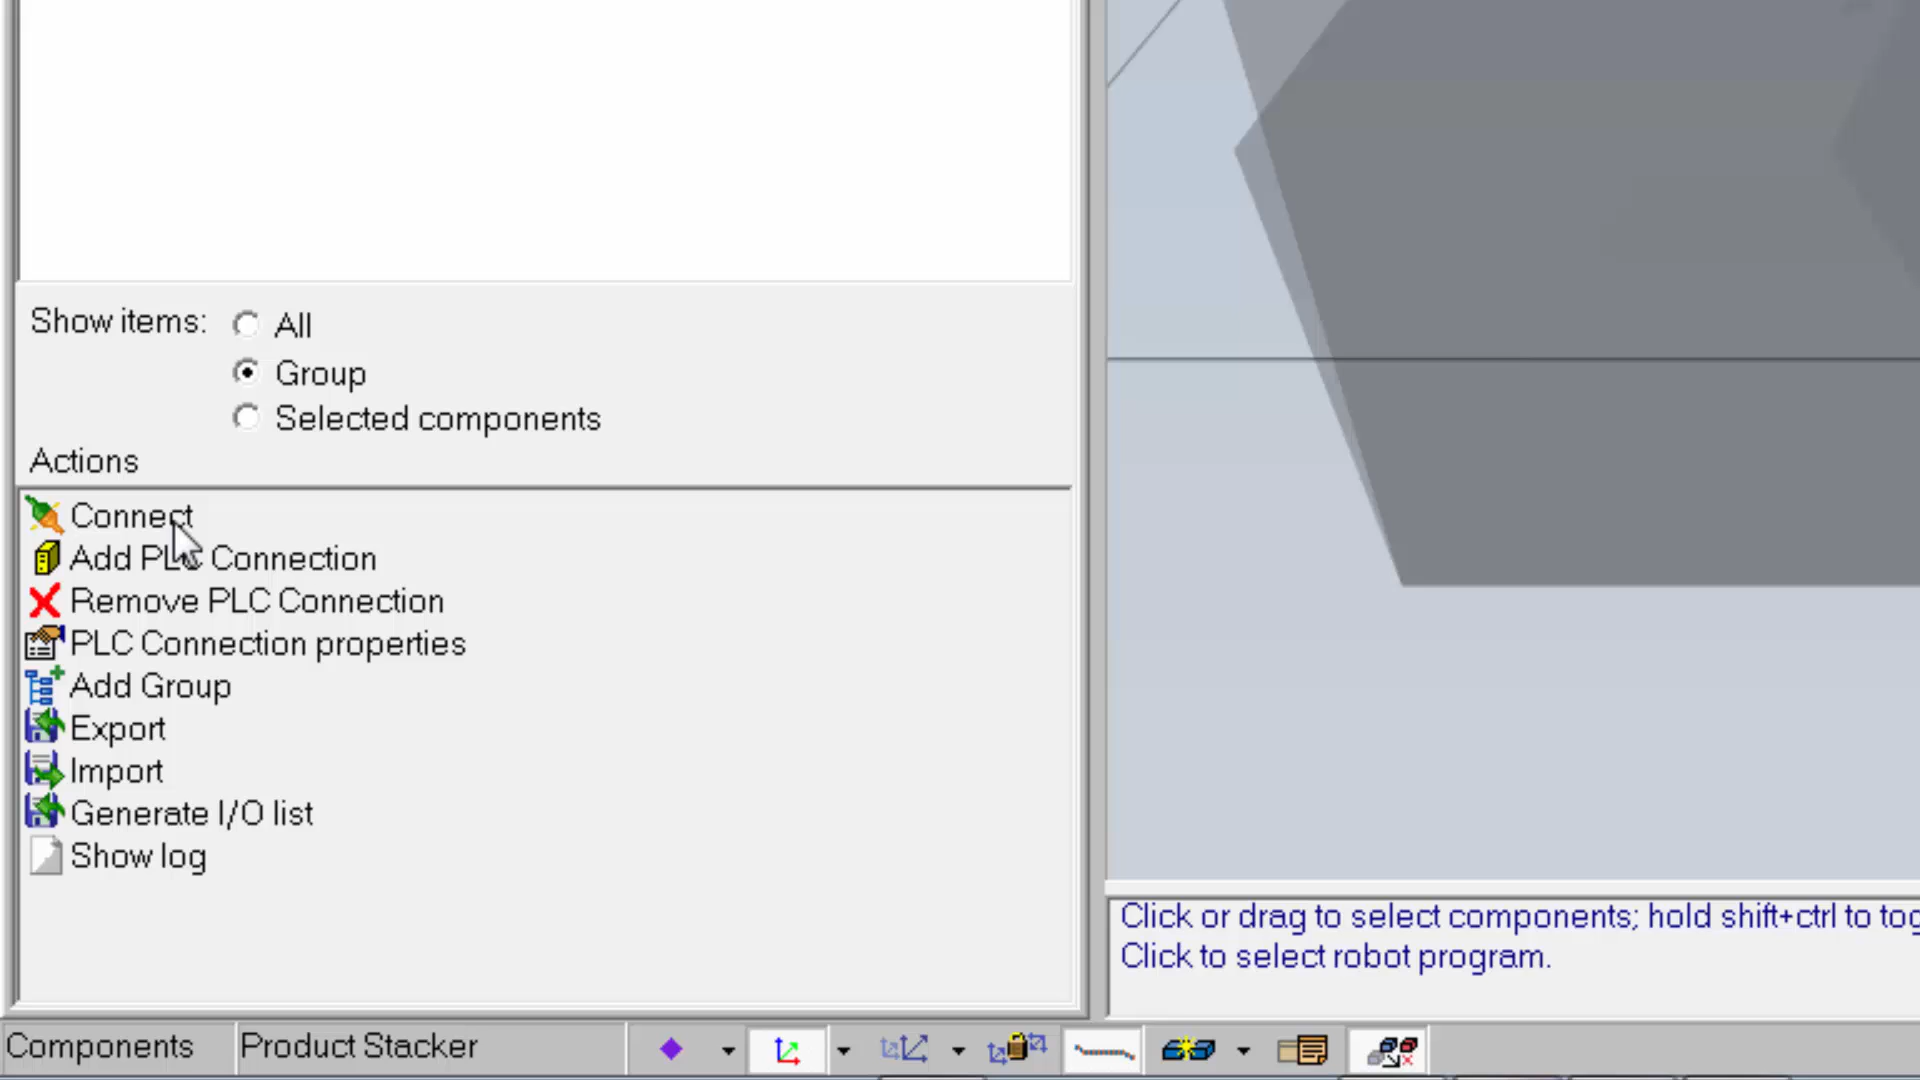 Show items:
All
Group
Selected components
Actions
Connect
Add PLC Connection
Remove PLC Connection
PLC Connection properties
Add Group
Export
Import
Generate I/O list
Show log
Click or drag to select components; hold shift+ctrl to tog
Click to select robot program.
Components
Product Stacker